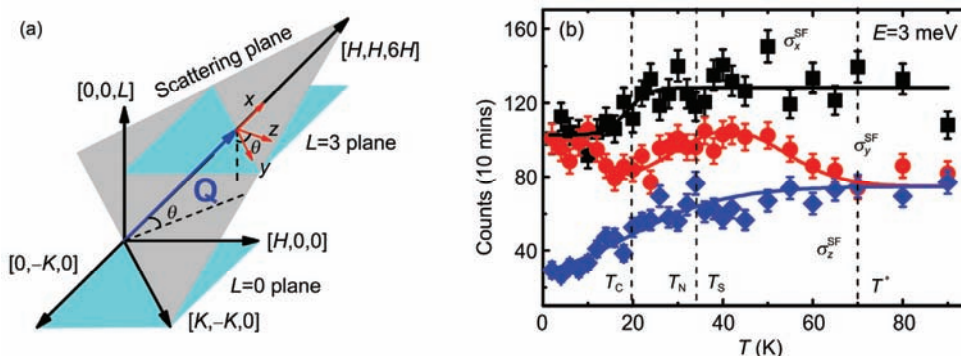 (a)
[H,H,6H]
Scattering plane
[0,0,L]
x
z
θ
y
L=3 plane
Q
θ
[H,0,0]
[0,−K,0]
L=0 plane
[K,−K,0]
(b)
E=3 meV
σxSF
σySF
σzSF
TC
TN
TS
T*
Counts (10 mins)
160
120
80
40
0
20
40
60
80
T (K)